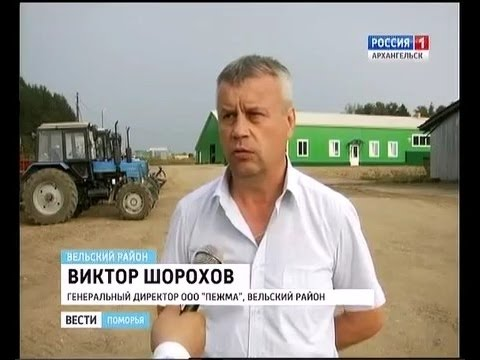 РОССИЯ 1
АРХАНГЕЛЬСК
ВЕЛЬСКИЙ РАЙОН
ВИКТОР ШОРОХОВ
ГЕНЕРАЛЬНЫЙ ДИРЕКТОР ООО "ПЕЖМА", ВЕЛЬСКИЙ РАЙОН
ВЕСТИ ПОМОРЬЯ